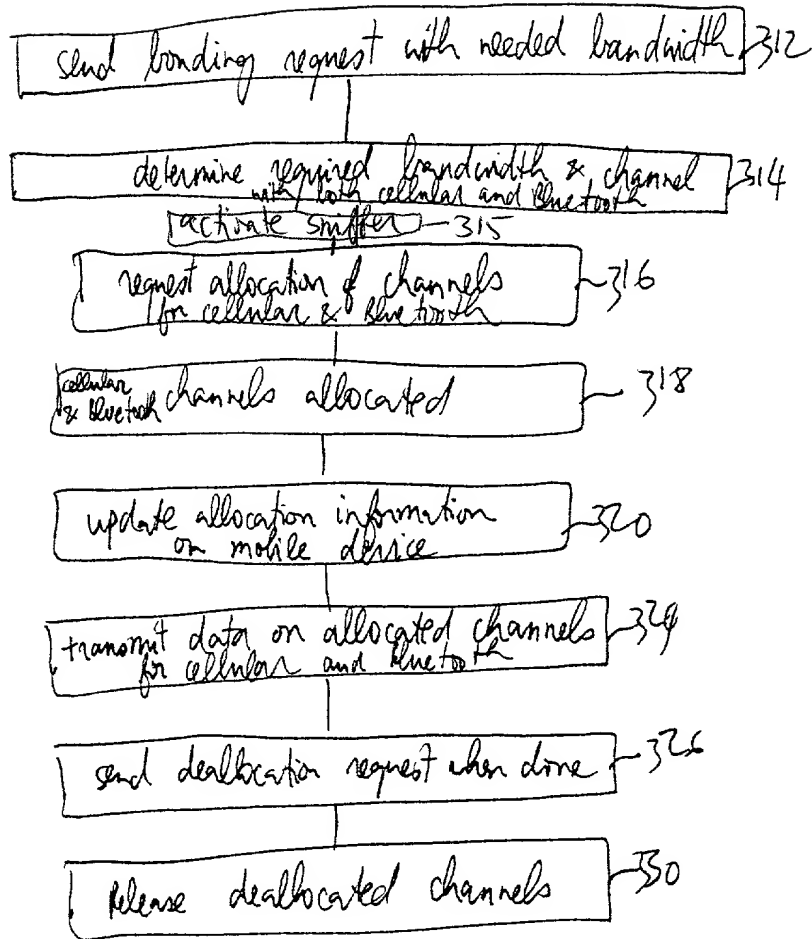 send bonding request with needed bandwidth 312
determine required bandwidth & channel 314
with both cellular and Bluetooth
activate sniffer 315
request allocation of channels 316
for cellular & Bluetooth
cellular
& Bluetooth channels allocated 318
update allocation information 320
on mobile device
transmit data on allocated channels 324
for cellular and Bluetooth
send deallocation request when done 326
Release deallocated channels 330